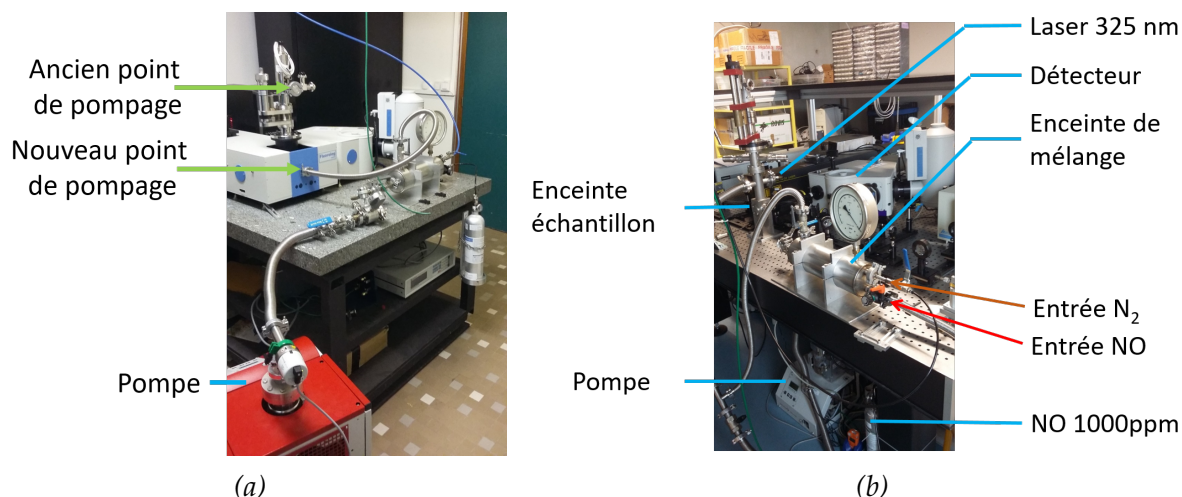 Ancien point
de pompage
Nouveau point
de pompage
Pompe
(a)
Laser 325 nm
Détecteur
Enceinte de
mélange
Enceinte
échantillon
Entrée N₂
Entrée NO
Pompe
NO 1000ppm
(b)